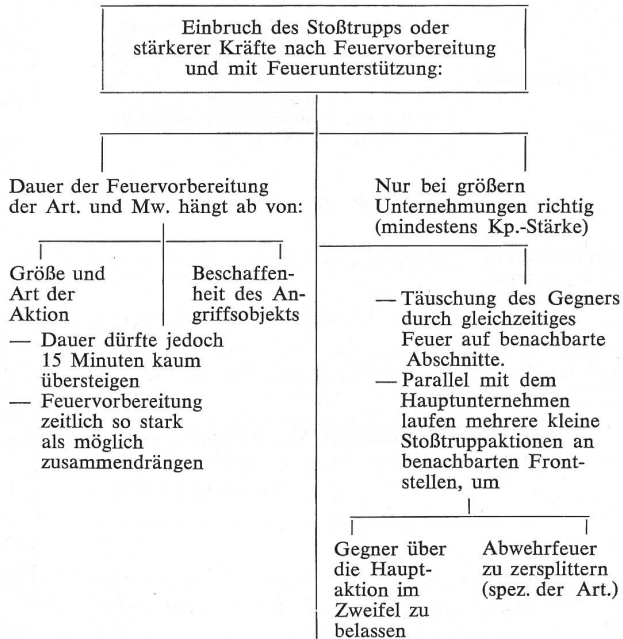 Einbruch des Stoßtrupps oder
stärkerer Kräfte nach Feuervorbereitung
und mit Feuerunterstützung:
Dauer der Feuervorbereitung
der Art. und Mw. hängt ab von:
Größe und
Art der
Aktion
Beschaffen-
heit des An-
griffsobjekts
— Dauer dürfte jedoch
15 Minuten kaum
übersteigen
— Feuervorbereitung
zeitlich so stark
als möglich
zusammendrängen
Nur bei größern
Unternehmungen richtig
(mindestens Kp.-Stärke)
— Täuschung des Gegners
durch gleichzeitiges
Feuer auf benachbarte
Abschnitte.
— Parallel mit dem
Hauptunternehmen
laufen mehrere kleine
Stoßtruppaktionen an
benachbarten Front-
stellen, um
Gegner über
die Haupt-
aktion im
Zweifel zu
belassen
Abwehrfeuer
zu zersplittern
(spez. der Art.)